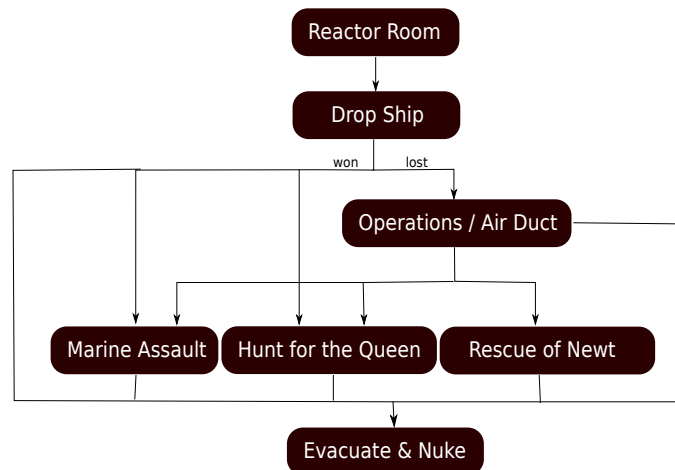 Reactor Room
Drop Ship
won
lost
Operations / Air Duct
Marine Assault
Hunt for the Queen
Rescue of Newt
Evacuate & Nuke